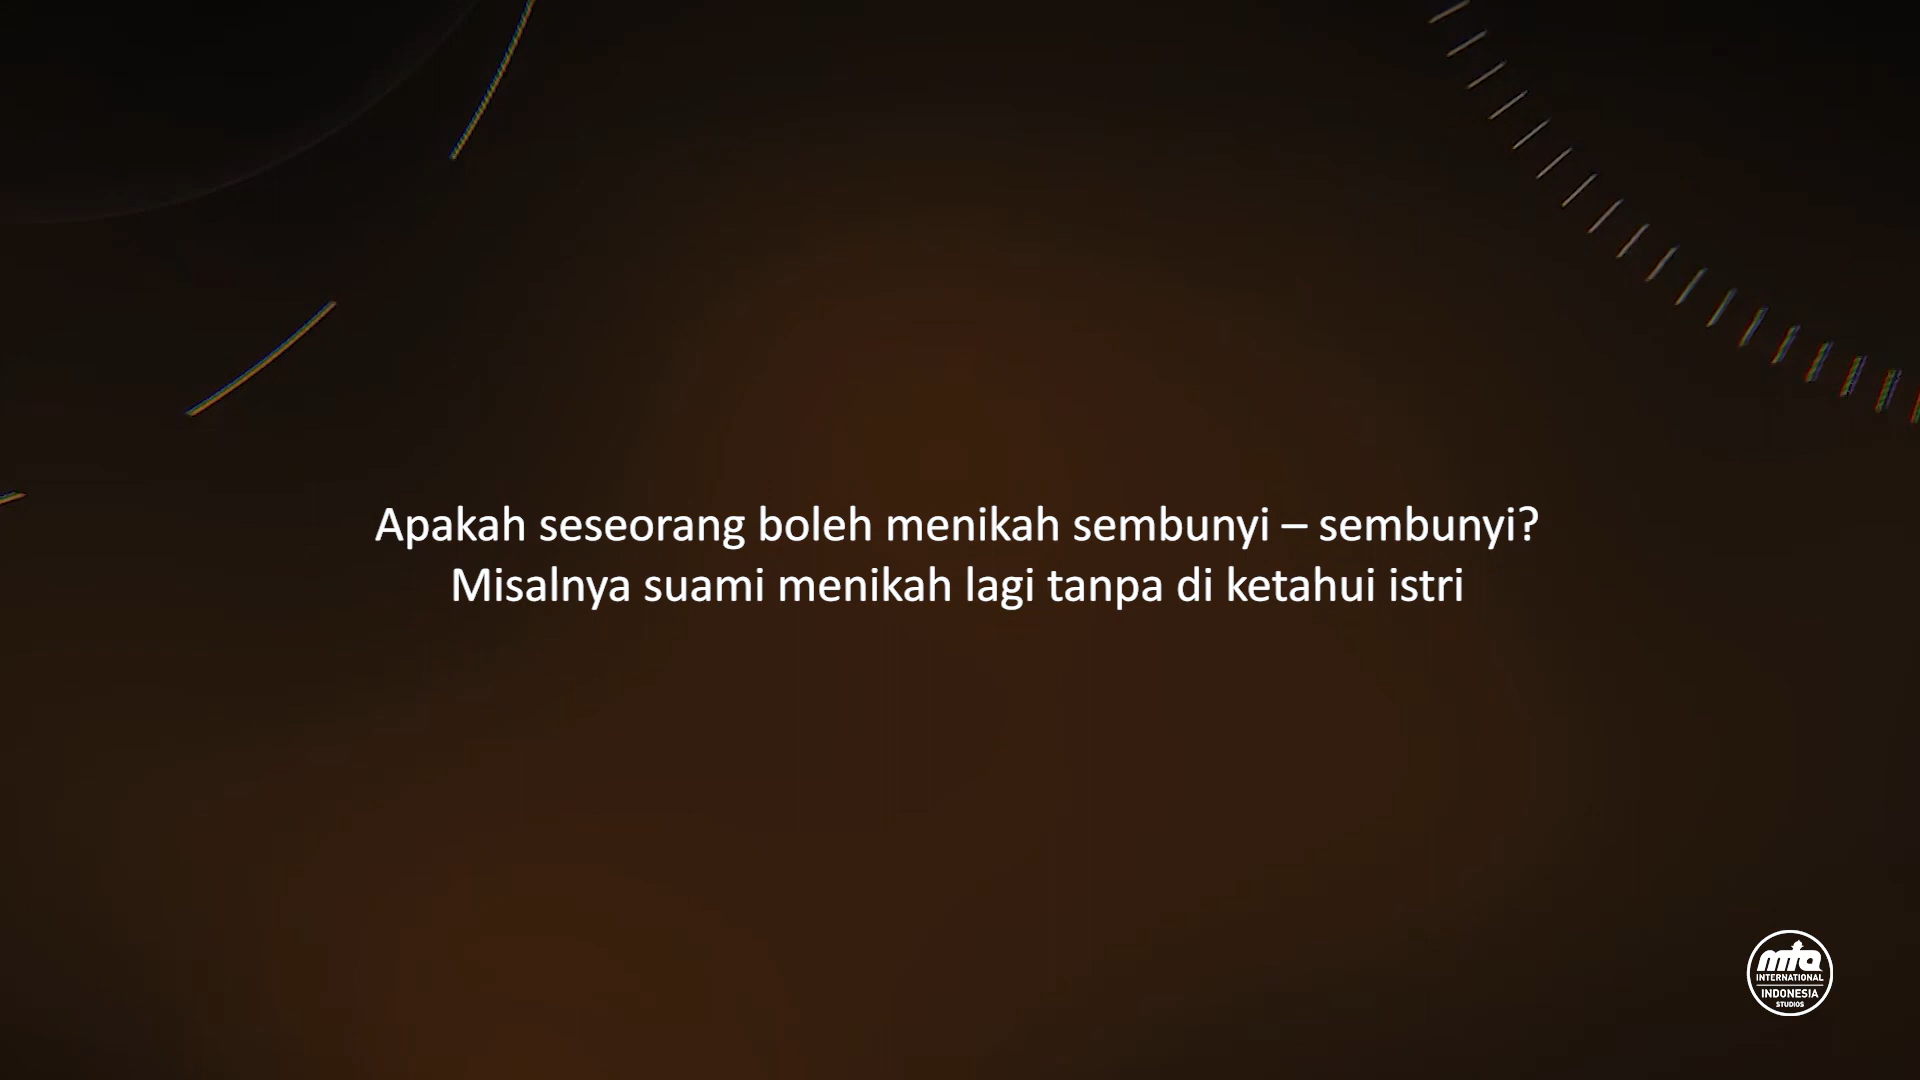 Apakah seseorang boleh menikah sembunyi – sembunyi?
Misalnya suami menikah lagi tanpa di ketahui istri
mta
INTERNATIONAL
INDONESIA
STUDIOS